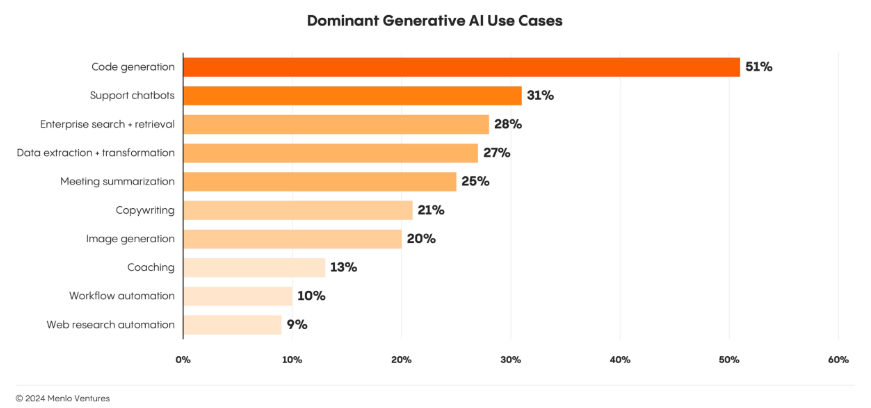 Dominant Generative AI Use Cases
Code generation 51%
Support chatbots 31%
Enterprise search + retrieval 28%
Data extraction + transformation 27%
Meeting summarization 25%
Copywriting 21%
Image generation 20%
Coaching 13%
Workflow automation 10%
Web research automation 9%
0% 10% 20% 30% 40% 50% 60%
© 2024 Menlo Ventures